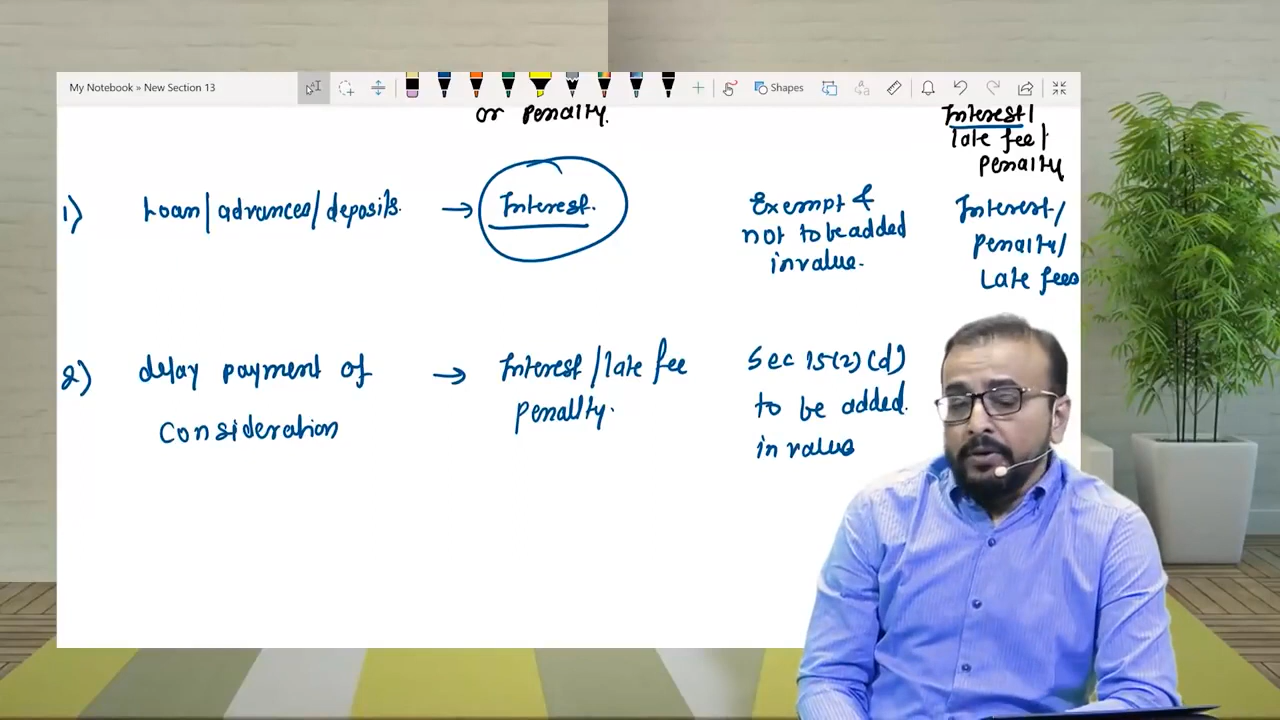 My Notebook » New Section 13
Shapes
or Penalty.
Interest/
late fee/
Penalty
1) Loan/advances/deposits. → Interest.
Exempt &
not to be added
in value.
Interest/
Penalty/
Late fees
2) delay payment of
consideration
→ Interest/late fee
penallty.
Sec 15(2)(d)
to be added.
in value